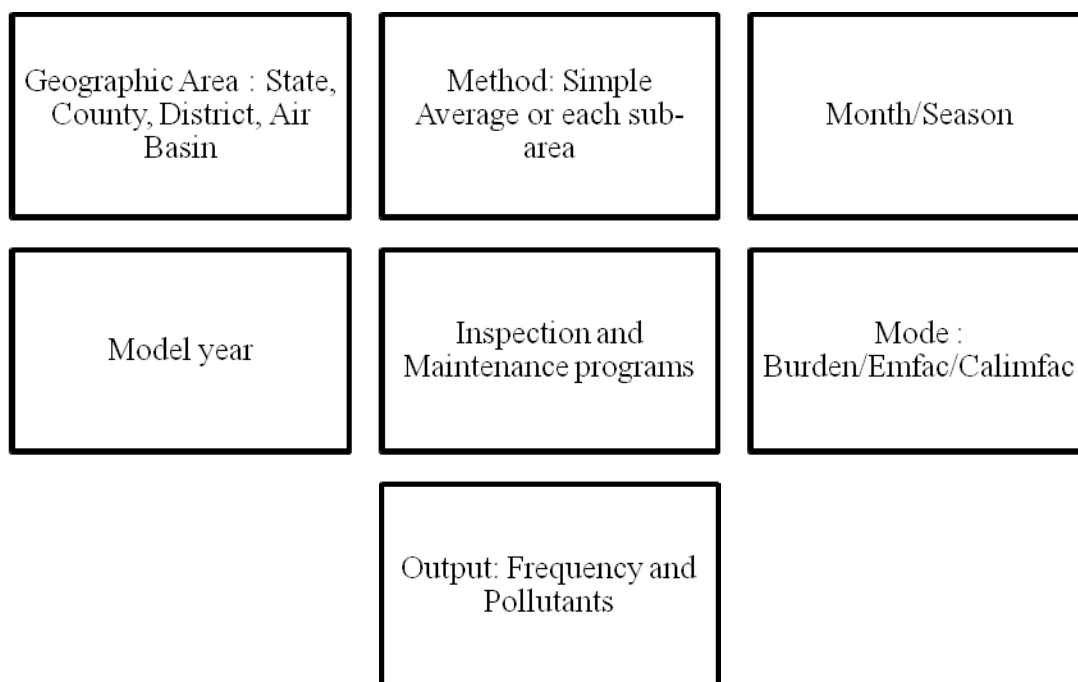 Geographic Area : State,
County, District, Air
Basin
Method: Simple
Average or each sub-
area
Month/Season
Model year
Inspection and
Maintenance programs
Mode :
Burden/Emfac/Calimfac
Output: Frequency and
Pollutants